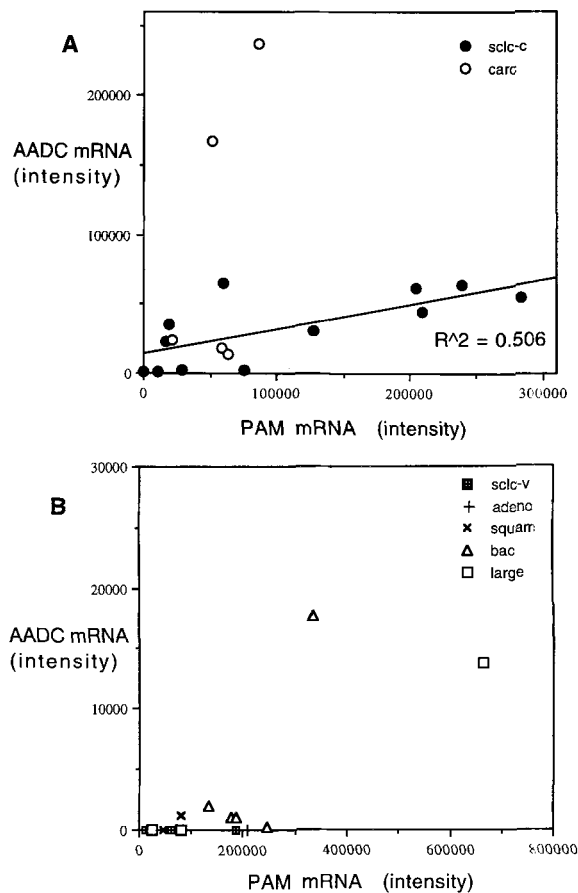 A
sclc-c
carc
200000
AADC mRNA
(intensity)
100000
R^2 = 0.506
0
0 100000 200000 300000
PAM mRNA (intensity)
30000
B
sclc-v
adeno
squam
bac
large
20000
AADC mRNA
(intensity)
10000
0
0 200000 400000 600000 800000
PAM mRNA (intensity)